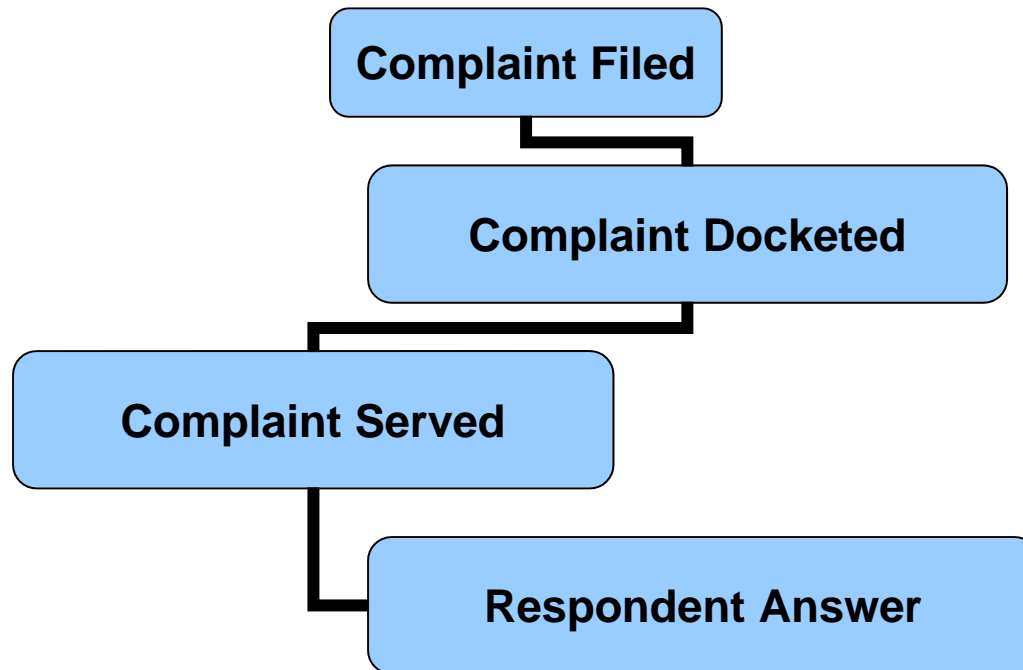 Complaint Filed
Complaint Docketed
Complaint Served
Respondent Answer